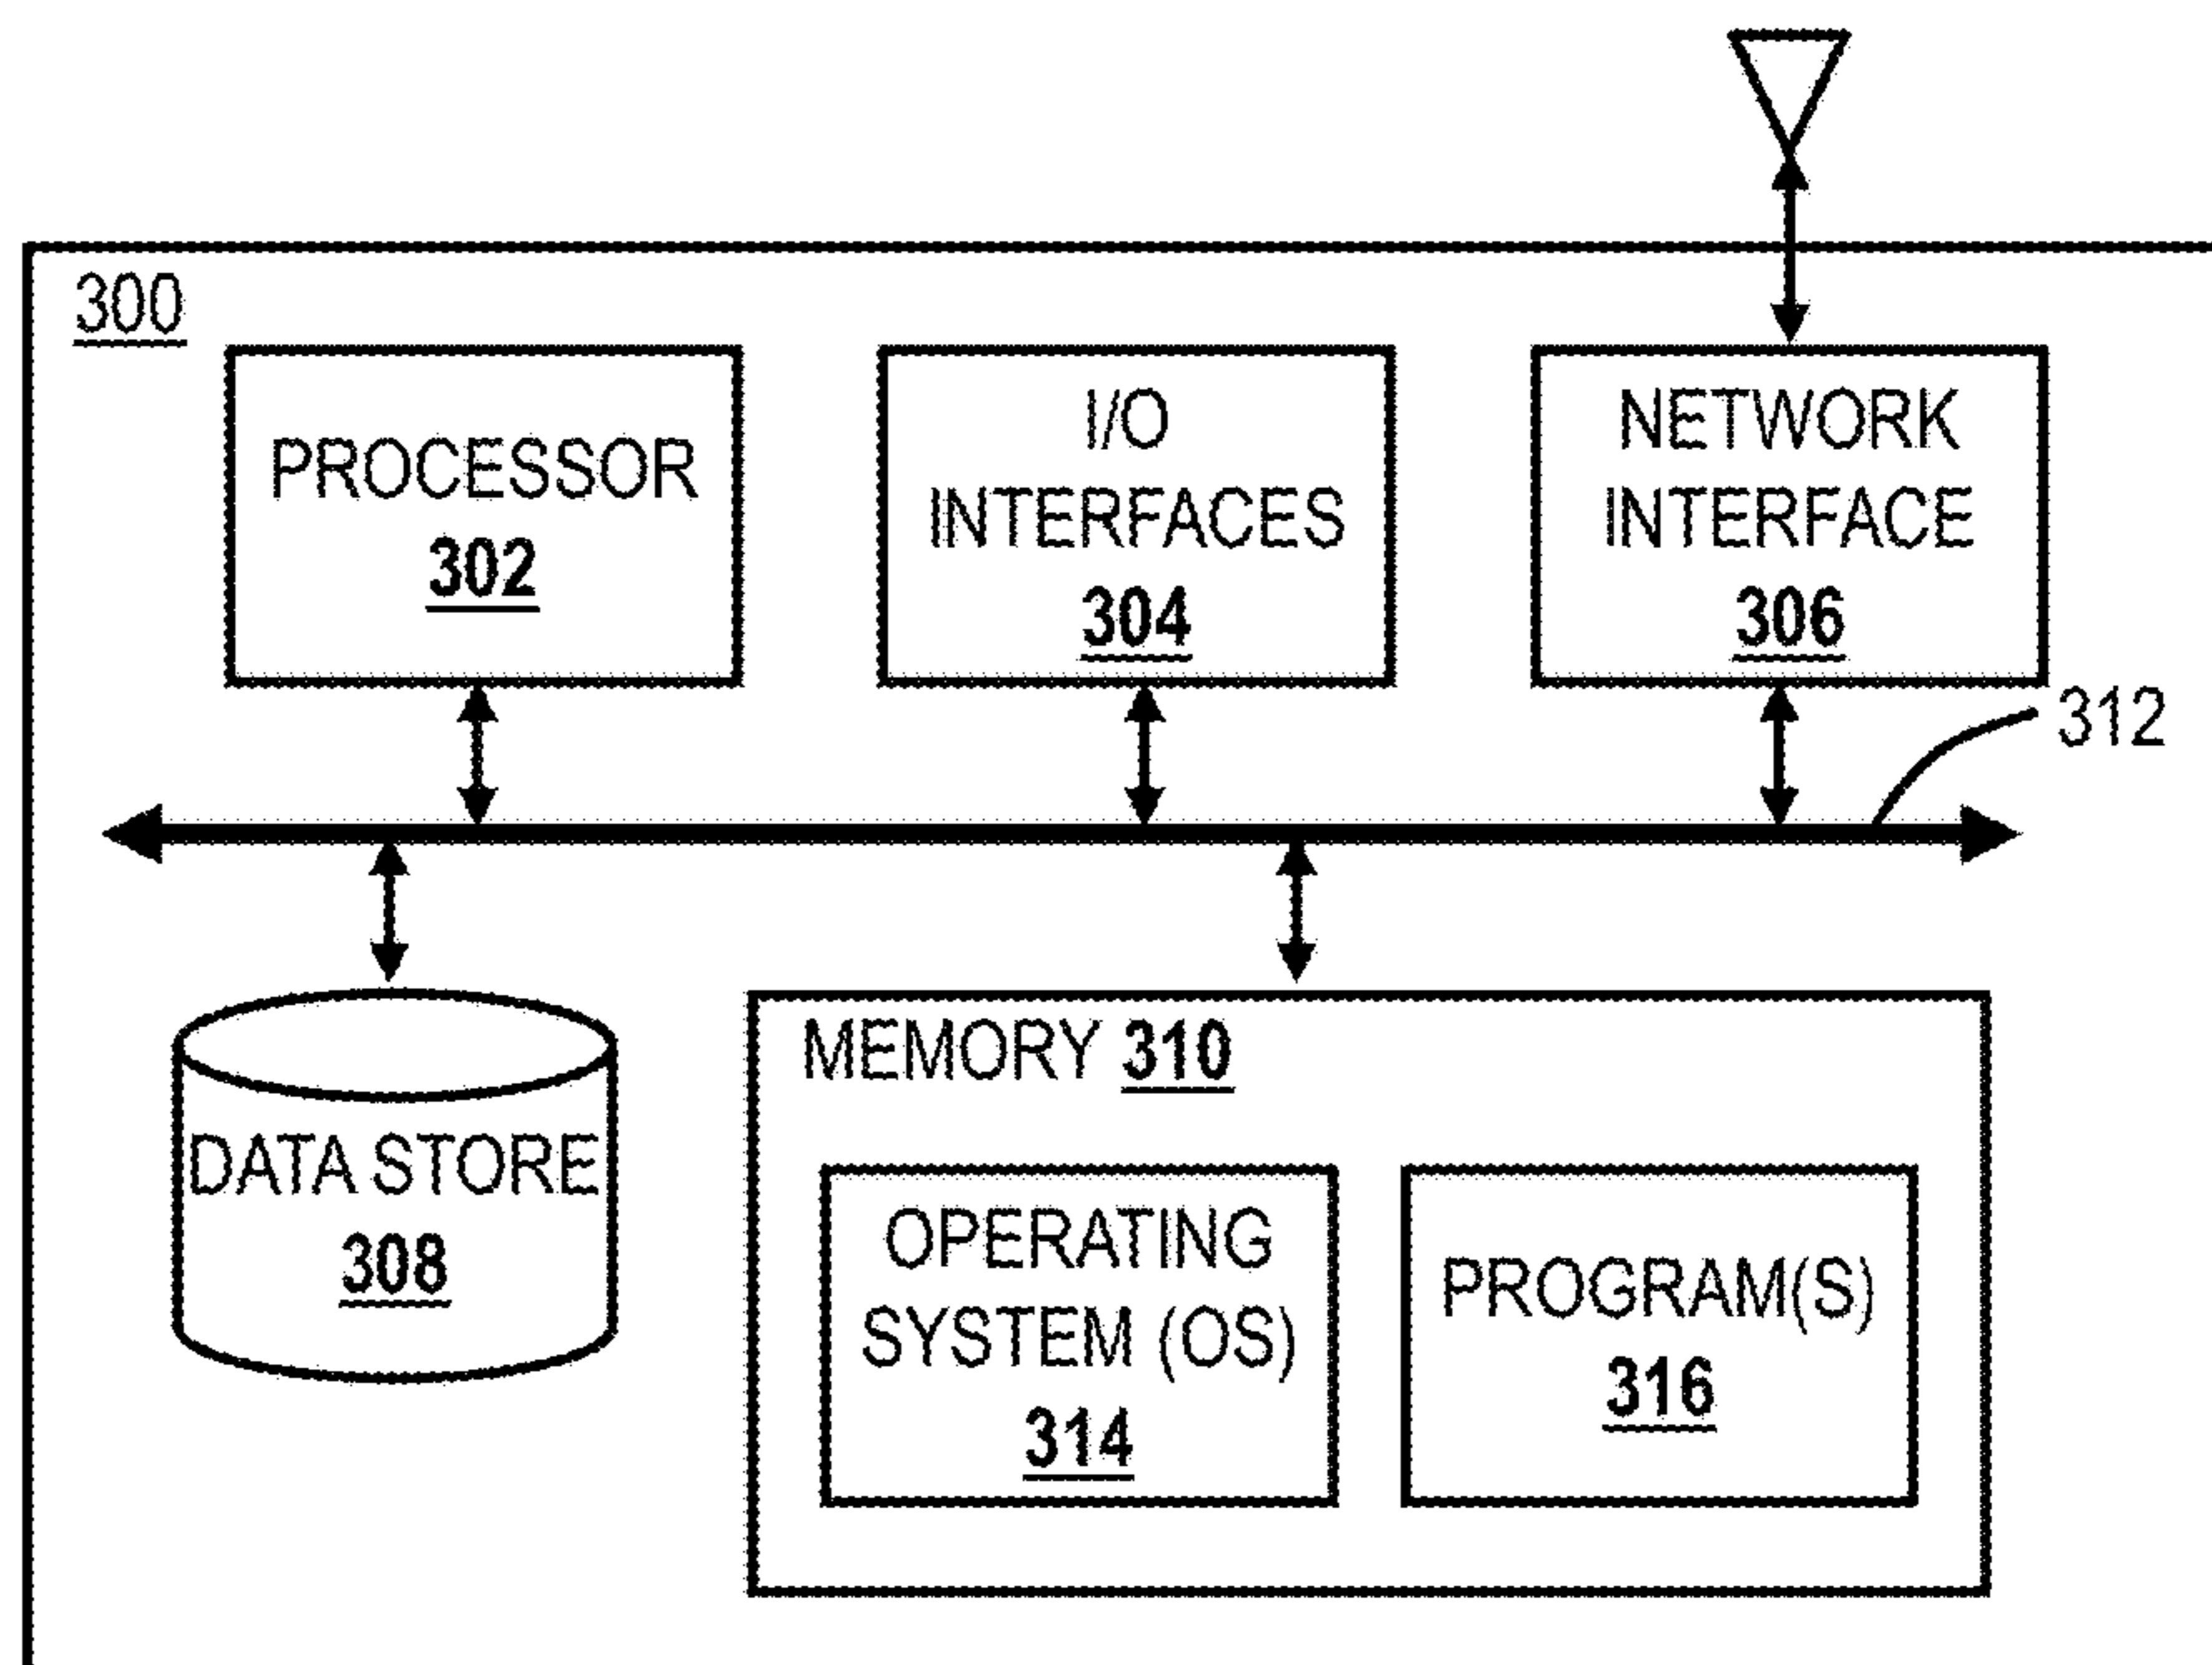 300
PROCESSOR
302
I/O
INTERFACES
304
NETWORK
INTERFACE
306
312
DATA STORE
308
MEMORY 310
OPERATING
SYSTEM (OS)
314
PROGRAM(S)
316